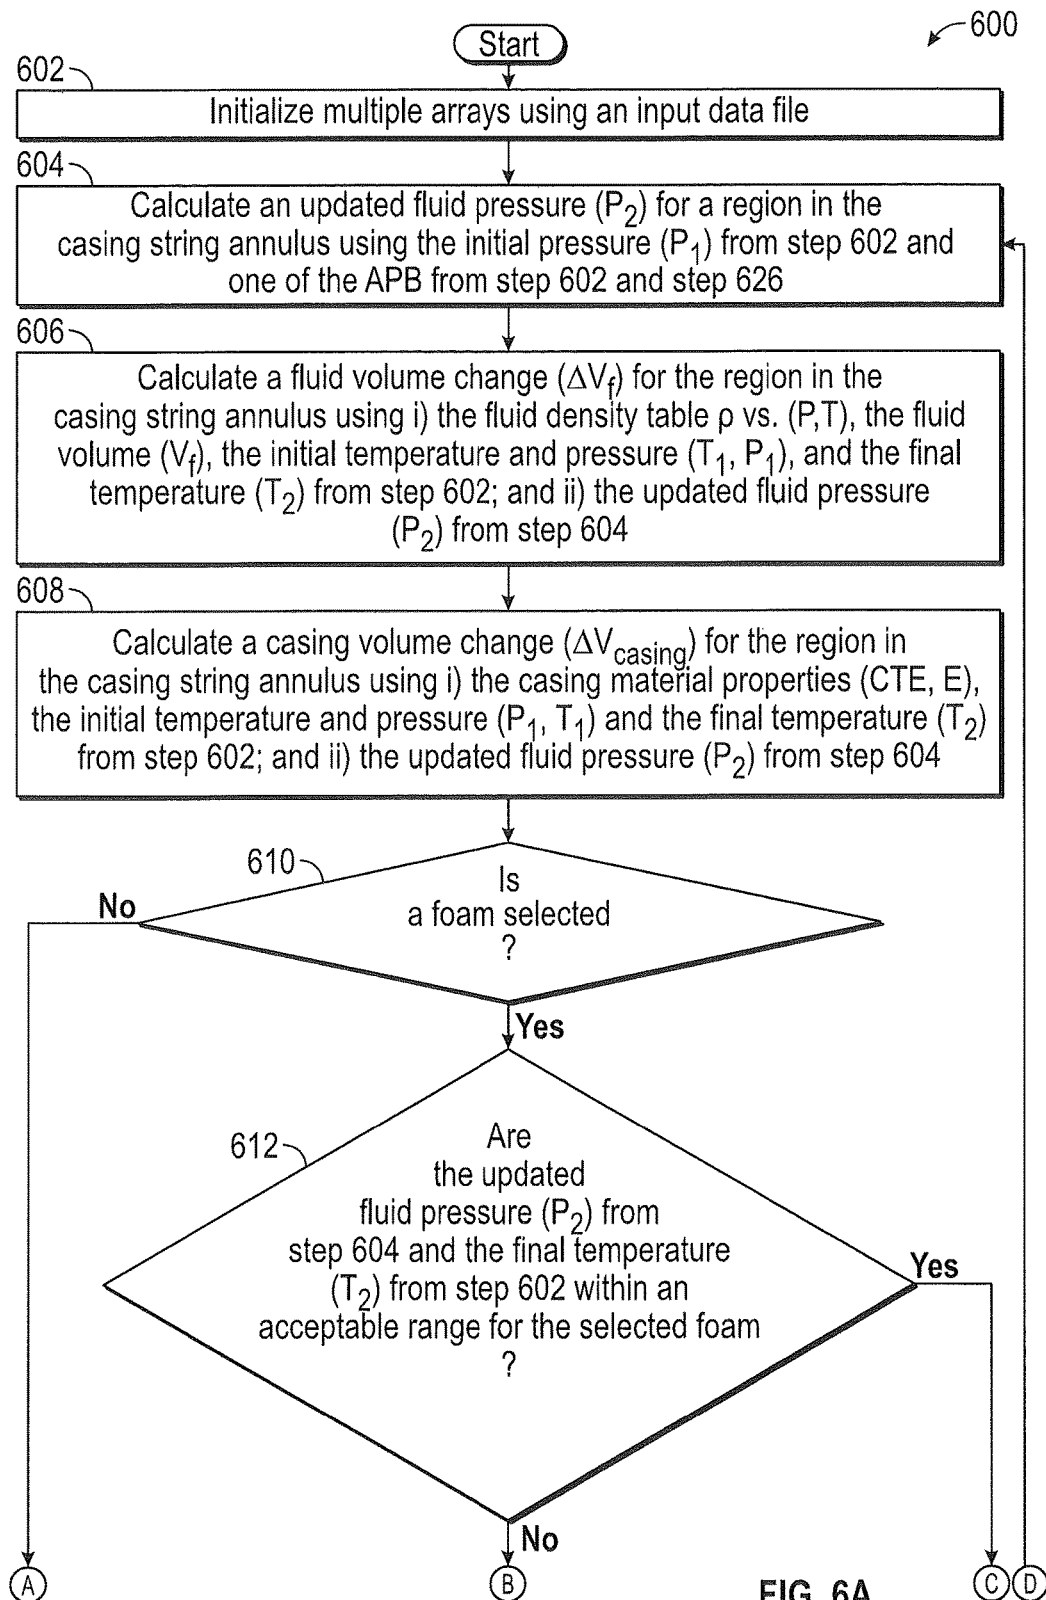 600
Start
602
Initialize multiple arrays using an input data file
604
Calculate an updated fluid pressure (P₂) for a region in the
casing string annulus using the initial pressure (P₁) from step 602 and
one of the APB from step 602 and step 626
606
Calculate a fluid volume change (ΔVf) for the region in the
casing string annulus using i) the fluid density table ρ vs. (P,T), the fluid
volume (Vf), the initial temperature and pressure (T₁, P₁), and the final
temperature (T₂) from step 602; and ii) the updated fluid pressure
(P₂) from step 604
608
Calculate a casing volume change (ΔVcasing) for the region in
the casing string annulus using i) the casing material properties (CTE, E),
the initial temperature and pressure (P₁, T₁) and the final temperature (T₂)
from step 602; and ii) the updated fluid pressure (P₂) from step 604
610
Is
a foam selected
?
No
Yes
612
Are
the updated
fluid pressure (P₂) from
step 604 and the final temperature
(T₂) from step 602 within an
acceptable range for the selected foam
?
Yes
No
A
B
C
D
FIG. 6A